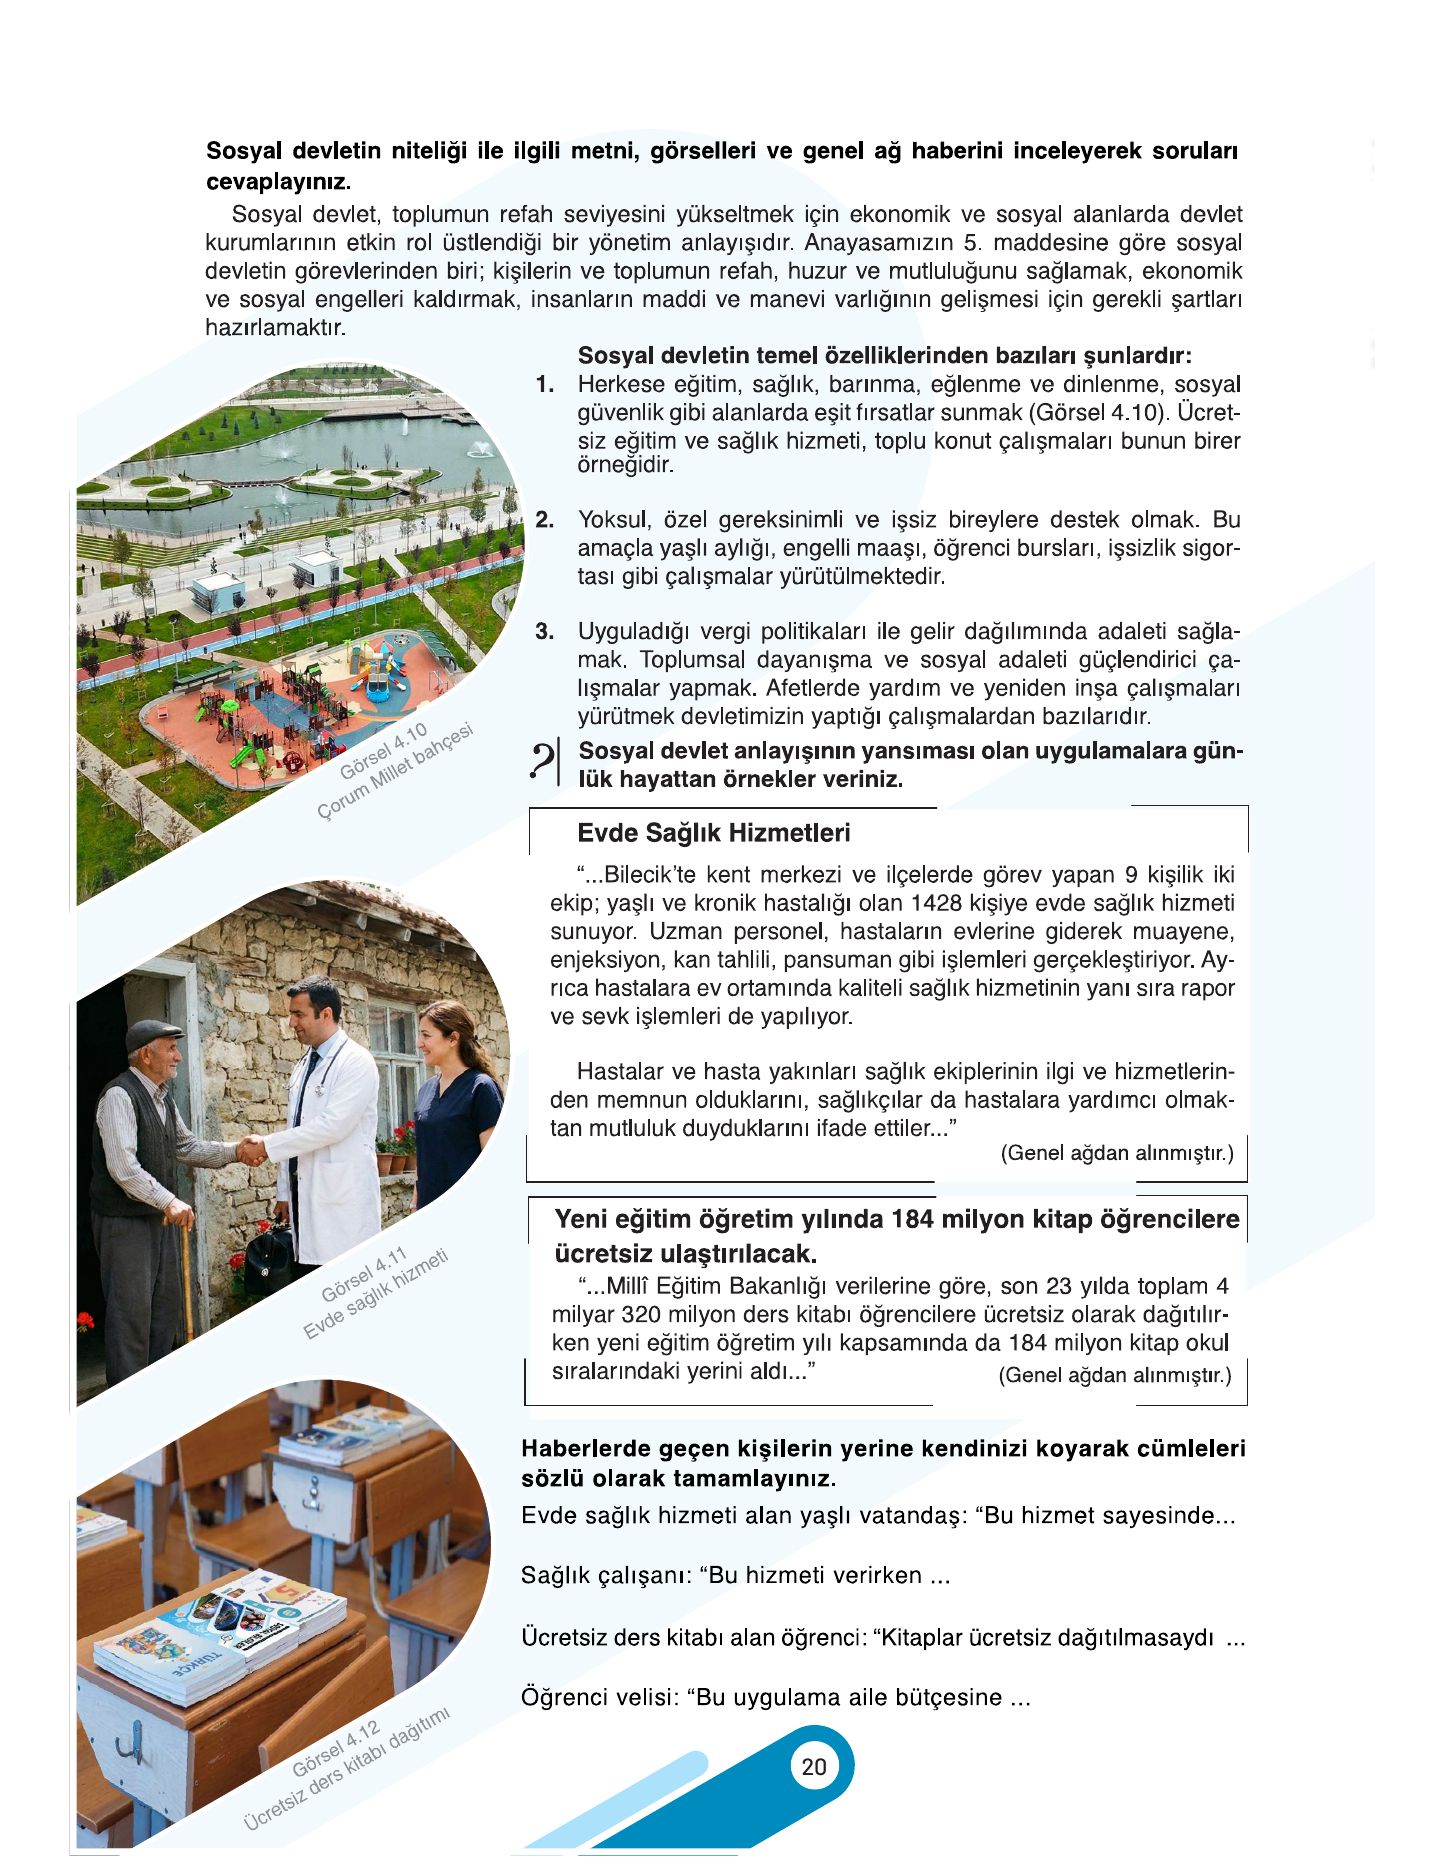 Sosyal devletin niteliği ile ilgili metni, görselleri ve genel ağ haberini inceleyerek soruları
cevaplayınız.
Sosyal devlet, toplumun refah seviyesini yükseltmek için ekonomik ve sosyal alanlarda devlet
kurumlarının etkin rol üstlendiği bir yönetim anlayışıdır. Anayasamızın 5. maddesine göre sosyal
devletin görevlerinden biri; kişilerin ve toplumun refah, huzur ve mutluluğunu sağlamak, ekonomik
ve sosyal engelleri kaldırmak, insanların maddi ve manevi varlığının gelişmesi için gerekli şartları
hazırlamaktır.
Sosyal devletin temel özelliklerinden bazıları şunlardır:
1. Herkese eğitim, sağlık, barınma, eğlenme ve dinlenme, sosyal
güvenlik gibi alanlarda eşit fırsatlar sunmak (Görsel 4.10). Ücret-
siz eğitim ve sağlık hizmeti, toplu konut çalışmaları bunun birer
örneğidir.
2. Yoksul, özel gereksinimli ve işsiz bireylere destek olmak. Bu
amaçla yaşlı aylığı, engelli maaşı, öğrenci bursları, işsizlik sigor-
tası gibi çalışmalar yürütülmektedir.
3. Uyguladığı vergi politikaları ile gelir dağılımında adaleti sağla-
mak. Toplumsal dayanışma ve sosyal adaleti güçlendirici ça-
lışmalar yapmak. Afetlerde yardım ve yeniden inşa çalışmaları
yürütmek devletimizin yaptığı çalışmalardan bazılarıdır.
Görsel 4.10
Çorum Millet bahçesi
? Sosyal devlet anlayışının yansıması olan uygulamalara gün-
lük hayattan örnekler veriniz.
Evde Sağlık Hizmetleri
“...Bilecik’te kent merkezi ve ilçelerde görev yapan 9 kişilik iki
ekip; yaşlı ve kronik hastalığı olan 1428 kişiye evde sağlık hizmeti
sunuyor. Uzman personel, hastaların evlerine giderek muayene,
enjeksiyon, kan tahlili, pansuman gibi işlemleri gerçekleştiriyor. Ay-
rıca hastalara ev ortamında kaliteli sağlık hizmetinin yanı sıra rapor
ve sevk işlemleri de yapılıyor.
Hastalar ve hasta yakınları sağlık ekiplerinin ilgi ve hizmetlerin-
den memnun olduklarını, sağlıkçılar da hastalara yardımcı olmak-
tan mutluluk duyduklarını ifade ettiler...”
(Genel ağdan alınmıştır.)
Görsel 4.11
Evde sağlık hizmeti
Yeni eğitim öğretim yılında 184 milyon kitap öğrencilere
ücretsiz ulaştırılacak.
“...Millî Eğitim Bakanlığı verilerine göre, son 23 yılda toplam 4
milyar 320 milyon ders kitabı öğrencilere ücretsiz olarak dağıtılır-
ken yeni eğitim öğretim yılı kapsamında da 184 milyon kitap okul
sıralarındaki yerini aldı...”
(Genel ağdan alınmıştır.)
Haberlerde geçen kişilerin yerine kendinizi koyarak cümleleri
sözlü olarak tamamlayınız.
Evde sağlık hizmeti alan yaşlı vatandaş: “Bu hizmet sayesinde...
Sağlık çalışanı: “Bu hizmeti verirken ...
Ücretsiz ders kitabı alan öğrenci: “Kitaplar ücretsiz dağıtılmasaydı ...
Öğrenci velisi: “Bu uygulama aile bütçesine ...
TÜRKÇE
SOSYAL BİLGİLER
5
Görsel 4.12
Ücretsiz ders kitabı dağıtımı
20